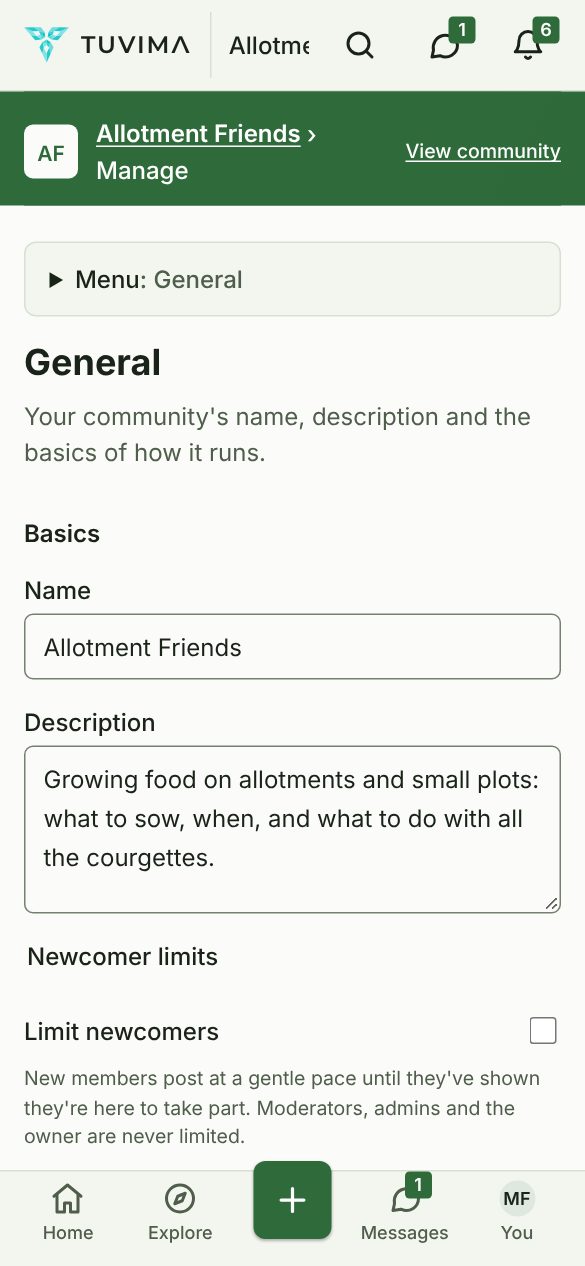 TUVIMA
Allotme
1
6
AF
Allotment Friends ›
Manage
View community
Menu: General
General
Your community's name, description and the
basics of how it runs.
Basics
Name
Allotment Friends
Description
Growing food on allotments and small plots:
what to sow, when, and what to do with all
the courgettes.
Newcomer limits
Limit newcomers
New members post at a gentle pace until they've shown
they're here to take part. Moderators, admins and the
owner are never limited.
Home
Explore
1
Messages
MF
You